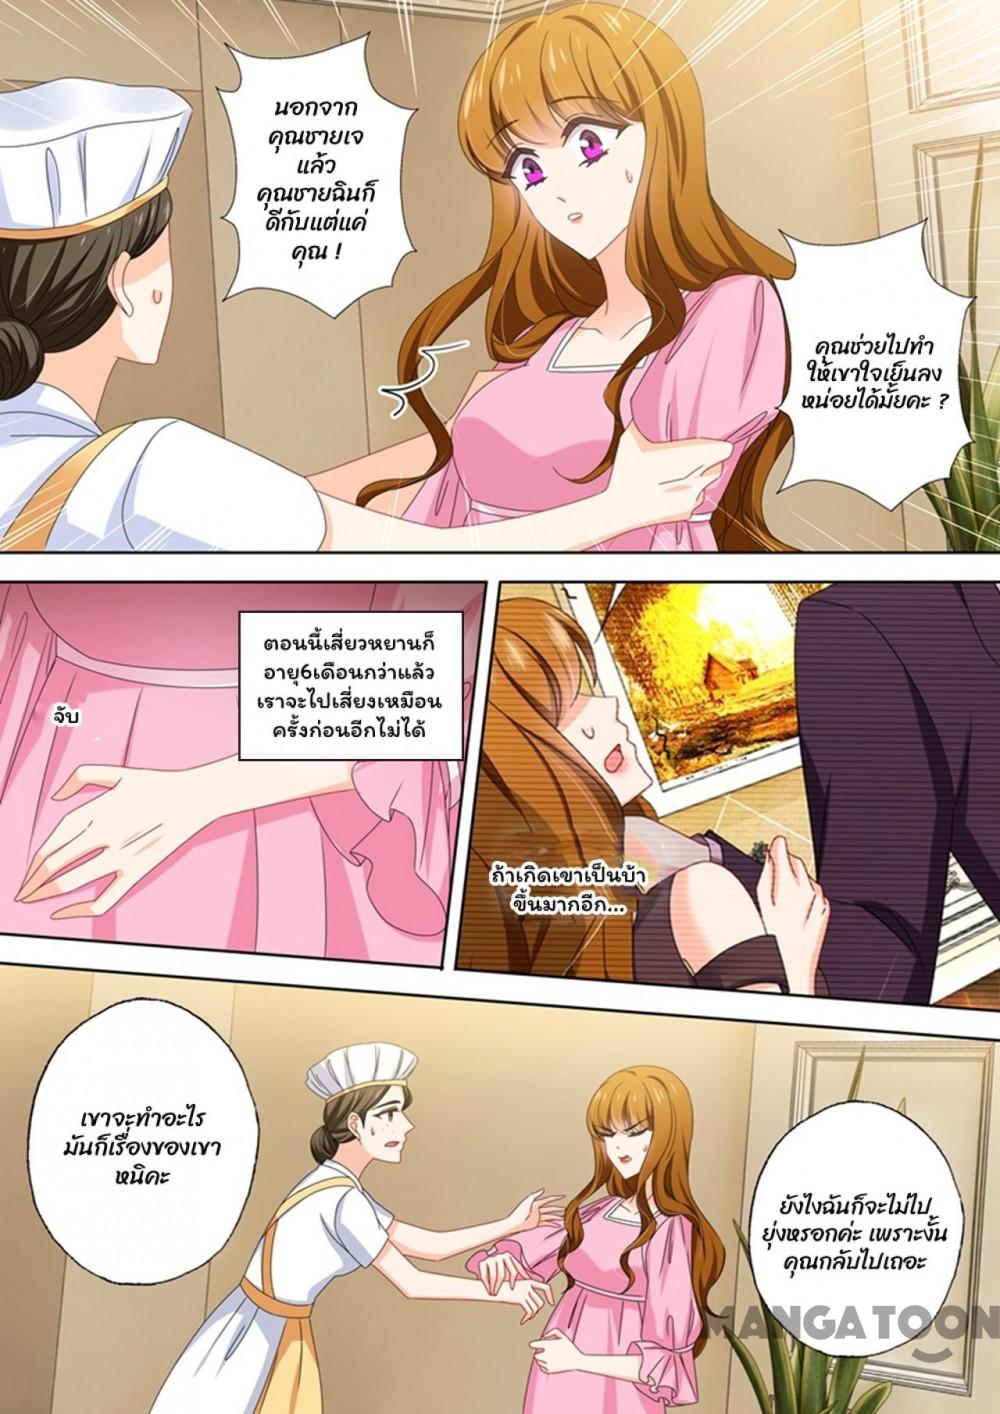 นอกจาก
คุณชายเจ
แล้ว
คุณชายฉินก็
ดีกับแต่แค่
คุณ !
คุณช่วยไปทำ
ให้เขาใจเย็นลง
หน่อยได้มั้ยคะ ?
ตอนนี้เสี่ยวหยานก็
อายุ6เดือนกว่าแล้ว
เราจะไปเสี่ยงเหมือน
ครั้งก่อนอีกไม่ได้
จับ
ถ้าเกิดเขาเป็นบ้า
ขึ้นมากอีก...
เขาจะทำอะไร
มันก็เรื่องของเขา
หนิคะ
ยังไงฉันก็จะไม่ไป
ยุ่งหรอกค่ะ เพราะงั้น
คุณกลับไปเถอะ
MANGATOON